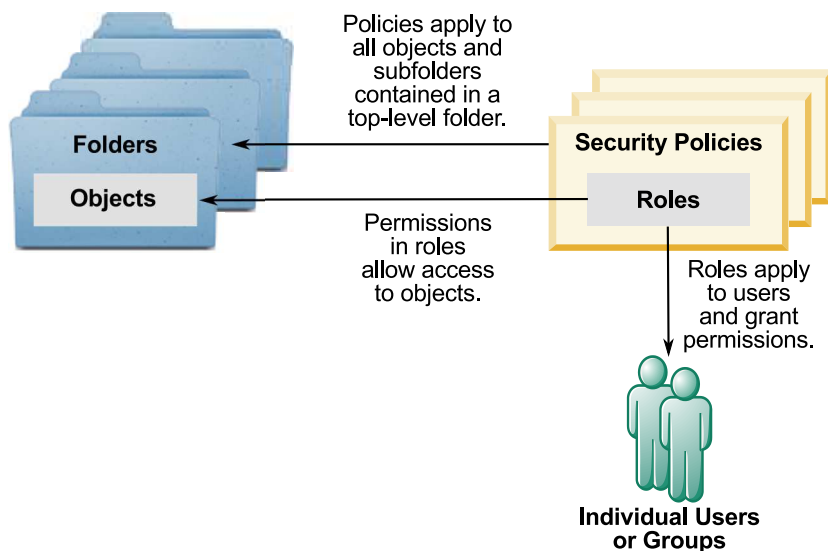 Policies apply to
all objects and
subfolders
contained in a
top-level folder.
Folders
Objects
Security Policies
Roles
Permissions
in roles
allow access
to objects.
Roles apply
to users
and grant
permissions.
Individual Users
or Groups